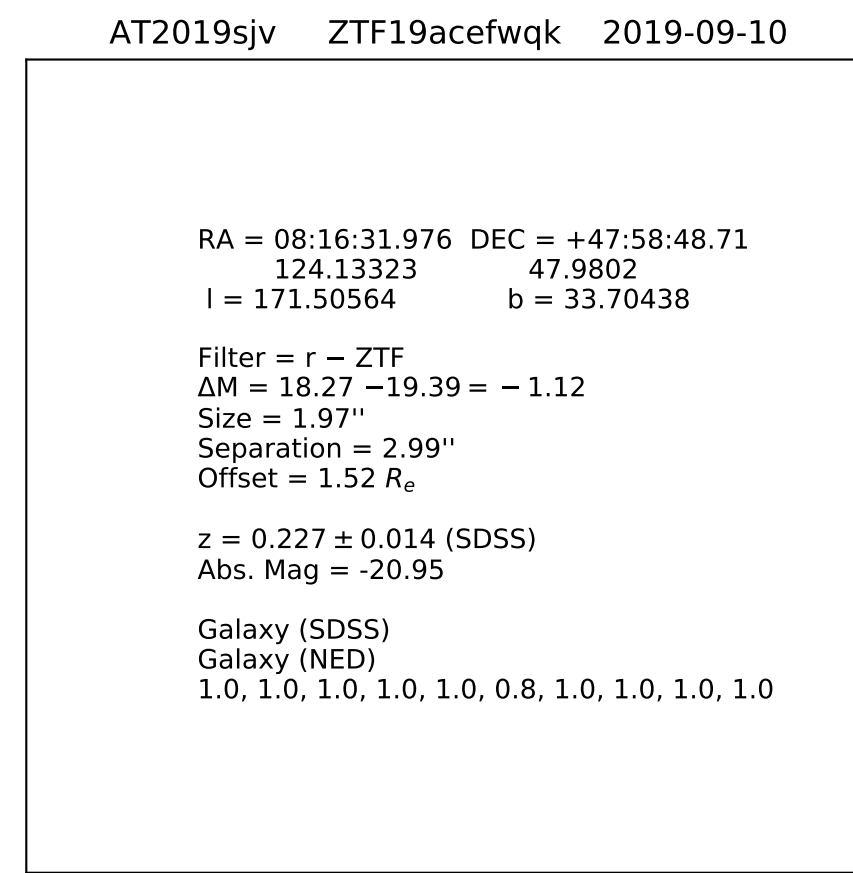 AT2019sjv ZTF19acefwqk 2019-09-10
RA = 08:16:31.976 DEC = +47:58:48.71
124.13323 47.9802
l = 171.50564 b = 33.70438
Filter = r − ZTF
ΔM = 18.27 −19.39 = − 1.12
Size = 1.97''
Separation = 2.99''
Offset = 1.52 Rₑ
z = 0.227 ± 0.014 (SDSS)
Abs. Mag = -20.95
Galaxy (SDSS)
Galaxy (NED)
1.0, 1.0, 1.0, 1.0, 1.0, 0.8, 1.0, 1.0, 1.0, 1.0